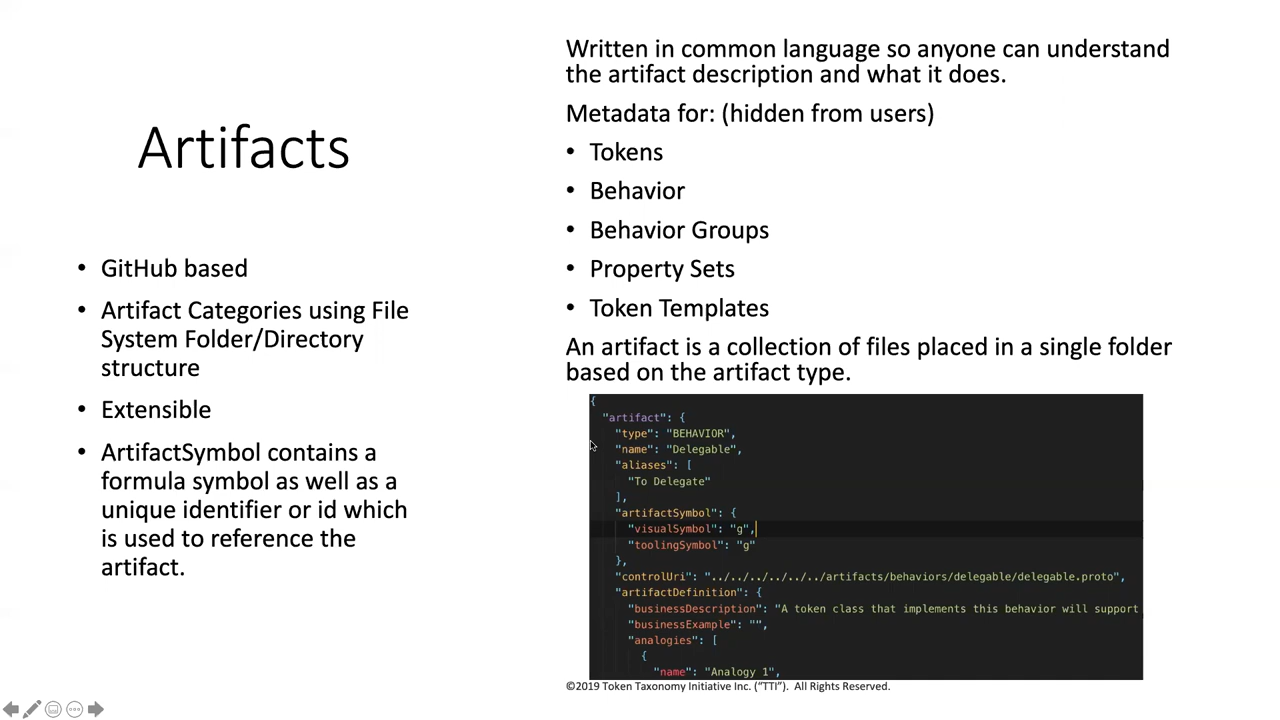 Artifacts
• GitHub based
• Artifact Categories using File
System Folder/Directory
structure
• Extensible
• ArtifactSymbol contains a
formula symbol as well as a
unique identifier or id which
is used to reference the
artifact.
Written in common language so anyone can understand
the artifact description and what it does.
Metadata for: (hidden from users)
• Tokens
• Behavior
• Behavior Groups
• Property Sets
• Token Templates
An artifact is a collection of files placed in a single folder
based on the artifact type.
{
"artifact": {
"type": "BEHAVIOR",
"name": "Delegable",
"aliases": [
"To Delegate"
],
"artifactSymbol": {
"visualSymbol": "g",
"toolingSymbol": "g"
},
"controlUri": "../../../../../../artifacts/behaviors/delegable/delegable.proto",
"artifactDefinition": {
"businessDescription": "A token class that implements this behavior will support
"businessExample": "",
"analogies": [
{
"name": "Analogy 1",
©2019 Token Taxonomy Initiative Inc. (“TTI”). All Rights Reserved.